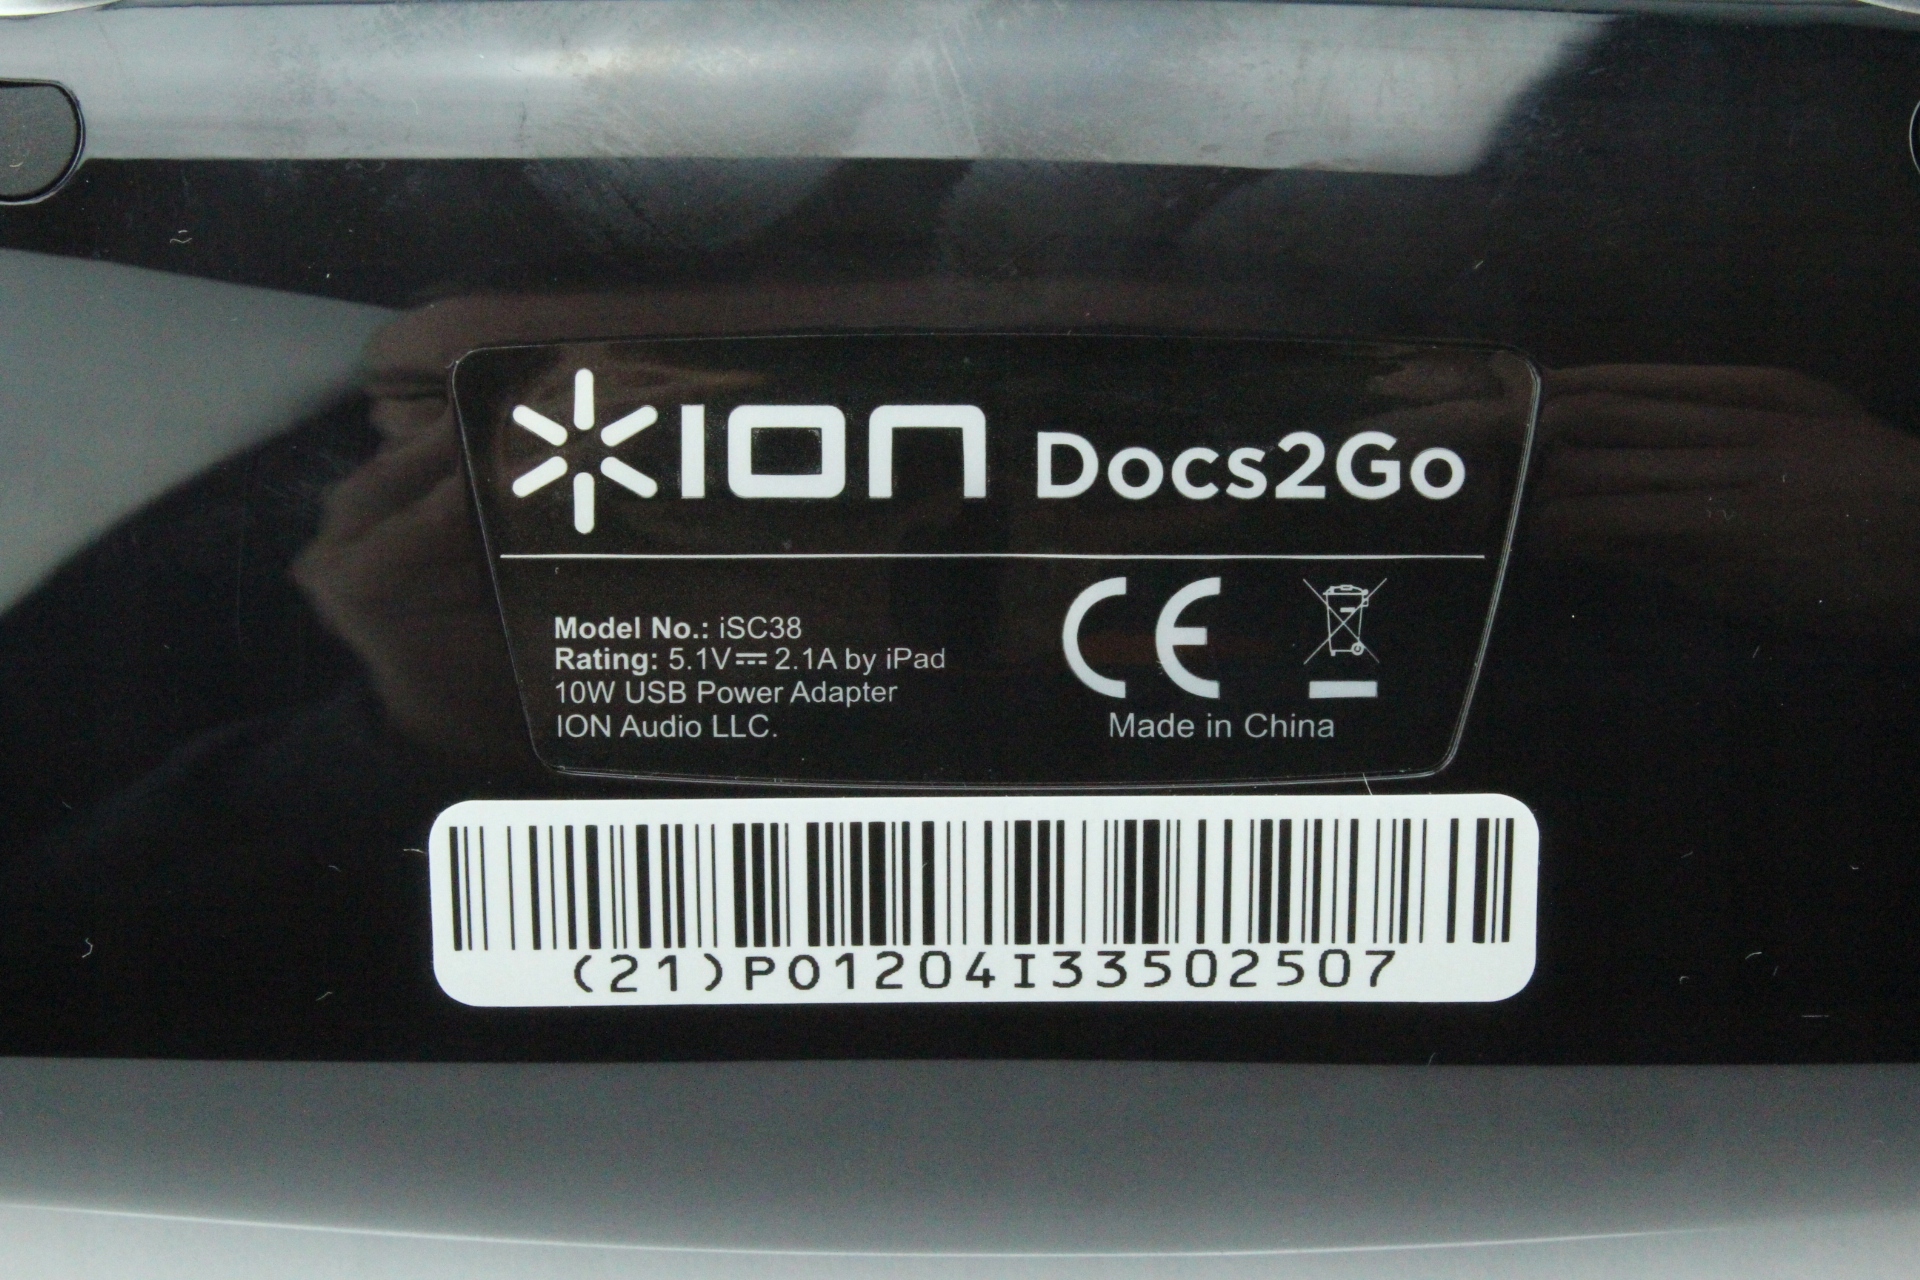 ION Docs2Go
Model No.: iSC38
Rating: 5.1V⎓2.1A by iPad
10W USB Power Adapter
ION Audio LLC.
CE
Made in China
(21)P01204I33502507